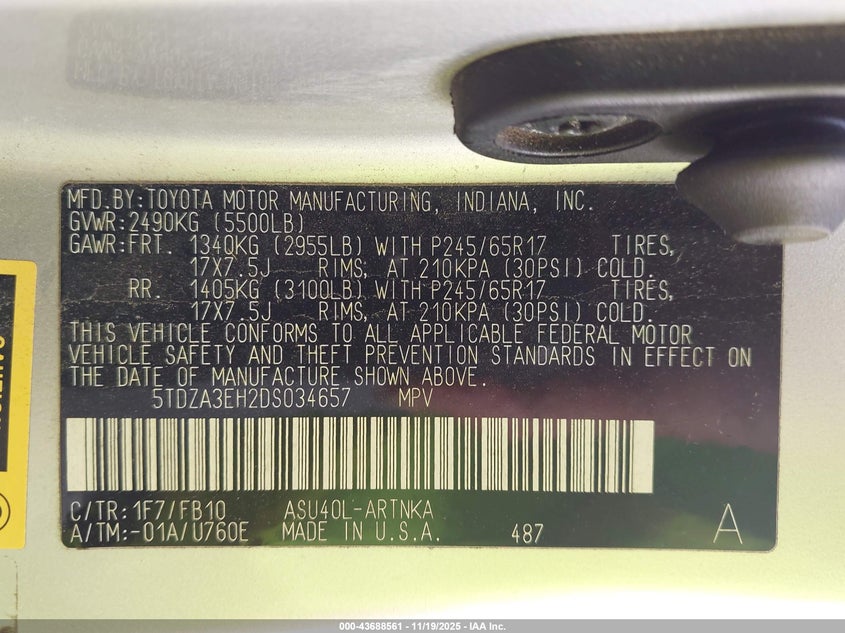 MFD.BY:TOYOTA MOTOR MANUFACTURING, INDIANA, INC.
GVWR:2490KG (5500LB)
GAWR:FRT. 1340KG (2955LB) WITH P245/65R17 TIRES,
17X7.5J RIMS, AT 210KPA (30PSI) COLD.
RR. 1405KG (3100LB) WITH P245/65R17 TIRES,
17X7.5J RIMS, AT 210KPA (30PSI) COLD.
THIS VEHICLE CONFORMS TO ALL APPLICABLE FEDERAL MOTOR
VEHICLE SAFETY AND THEFT PREVENTION STANDARDS IN EFFECT ON
THE DATE OF MANUFACTURE SHOWN ABOVE.
5TDZA3EH2DS034657 MPV
C/TR:1F7/FB10 ASU40L-ARTNKA
A/TM:-01A/U760E MADE IN U.S.A. 487 A
000-43688561 - 11/19/2025 - IAA Inc.